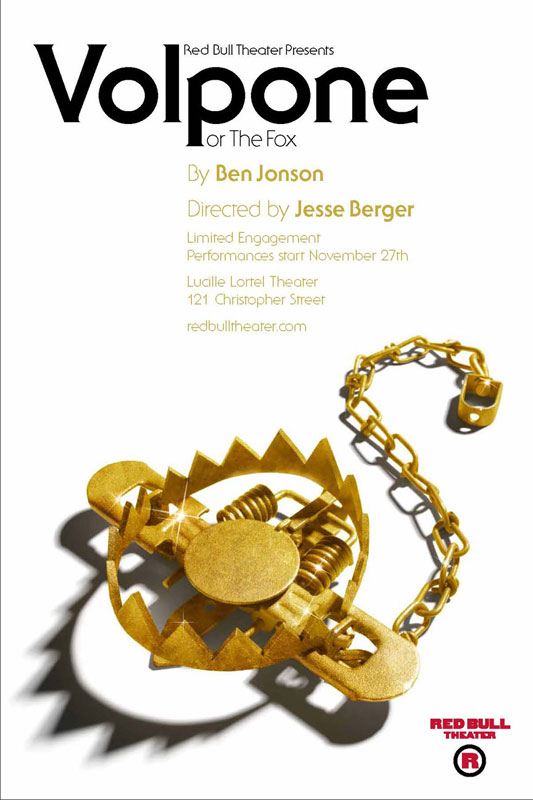 Red Bull Theater Presents
Volpone
or The Fox
By Ben Jonson
Directed by Jesse Berger
Limited Engagement
Performances start November 27th
Lucille Lortel Theater
121 Christopher Street
redbulltheater.com
RED BULL
THEATER
R